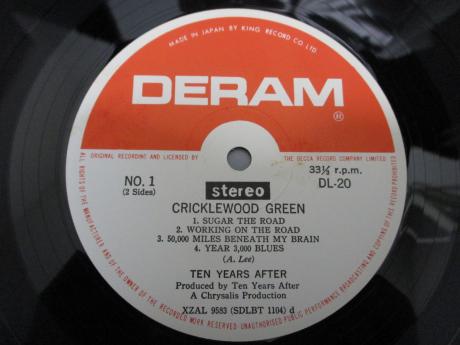 MADE IN JAPAN BY KING RECORD CO LTD.
DERAM
®
ALL ORIGINAL RECORDING AND LICENSED BY THE DECCA RECORD COMPANY LIMITED
ALL RIGHTS OF THE MANUFACTURER AND OF THE OWNER OF THE RECORDED WORK RESERVED UNAUTHORISED PUBLIC PERFORMANCE BROADCASTING AND COPYING OF THIS RECORD PROHIBITED
NO. 1
(2 Sides)
stereo
33⅓ r.p.m.
DL-20
CRICKLEWOOD GREEN
1. SUGAR THE ROAD
2. WORKING ON THE ROAD
3. 50,000 MILES BENEATH MY BRAIN
4. YEAR 3,000 BLUES
(A. Lee)
TEN YEARS AFTER
Produced by Ten Years After
A Chrysalis Production
XZAL 9583 (SDLBT 1104) d